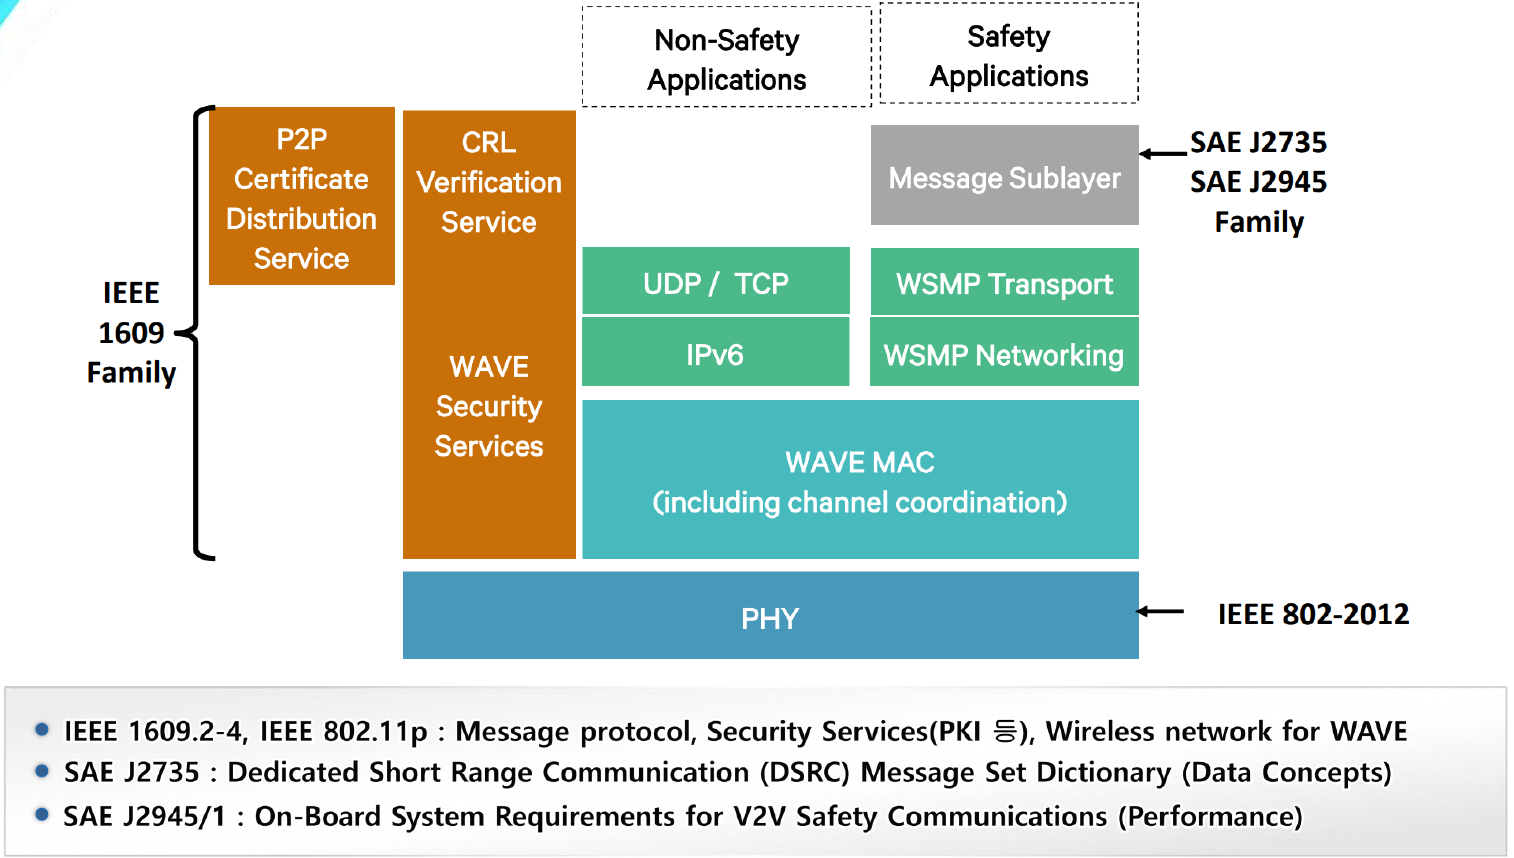 Non-Safety
Applications
Safety
Applications
P2P
Certificate
Distribution
Service
CRL
Verification
Service
Message Sublayer
SAE J2735
SAE J2945
Family
IEEE
1609
Family
UDP / TCP
WSMP Transport
IPv6
WSMP Networking
WAVE
Security
Services
WAVE MAC
(including channel coordination)
PHY
IEEE 802-2012
IEEE 1609.2-4, IEEE 802.11p : Message protocol, Security Services(PKI 등), Wireless network for WAVE
SAE J2735 : Dedicated Short Range Communication (DSRC) Message Set Dictionary (Data Concepts)
SAE J2945/1 : On-Board System Requirements for V2V Safety Communications (Performance)